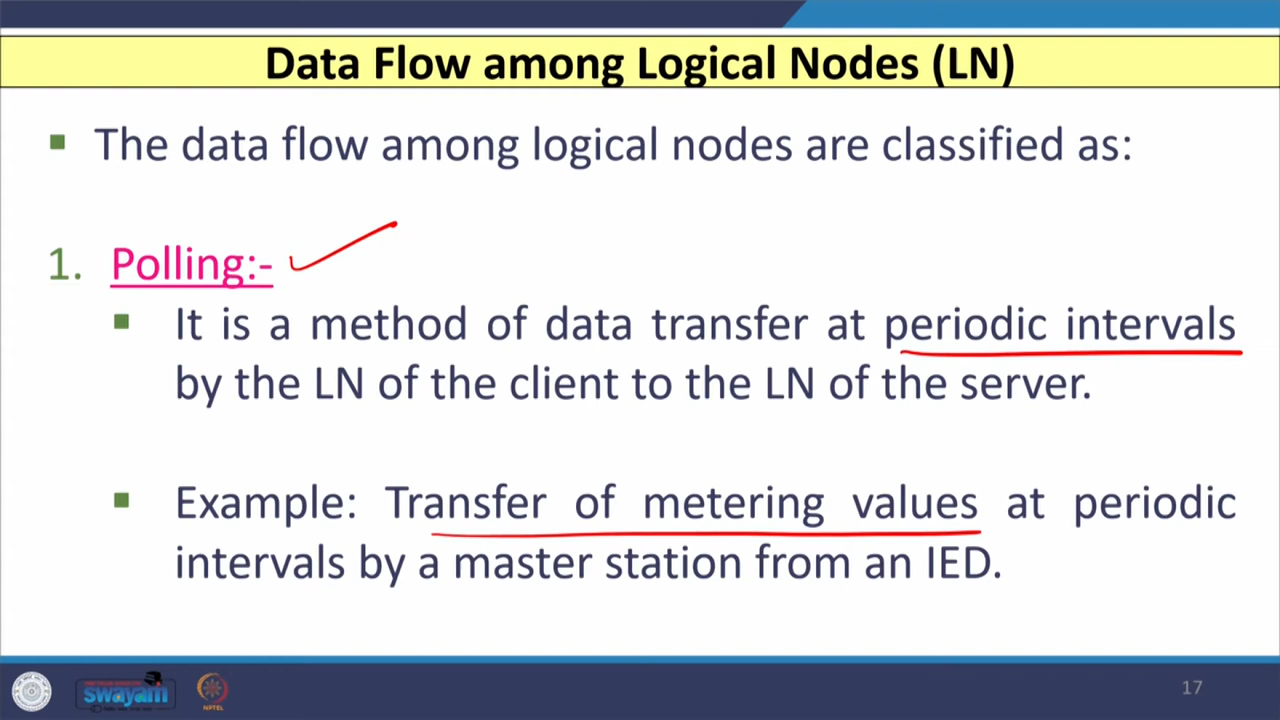 Data Flow among Logical Nodes (LN)
▪ The data flow among logical nodes are classified as:
1. Polling:-
▪ It is a method of data transfer at periodic intervals
by the LN of the client to the LN of the server.
▪ Example: Transfer of metering values at periodic
intervals by a master station from an IED.
swayam
NPTEL
17